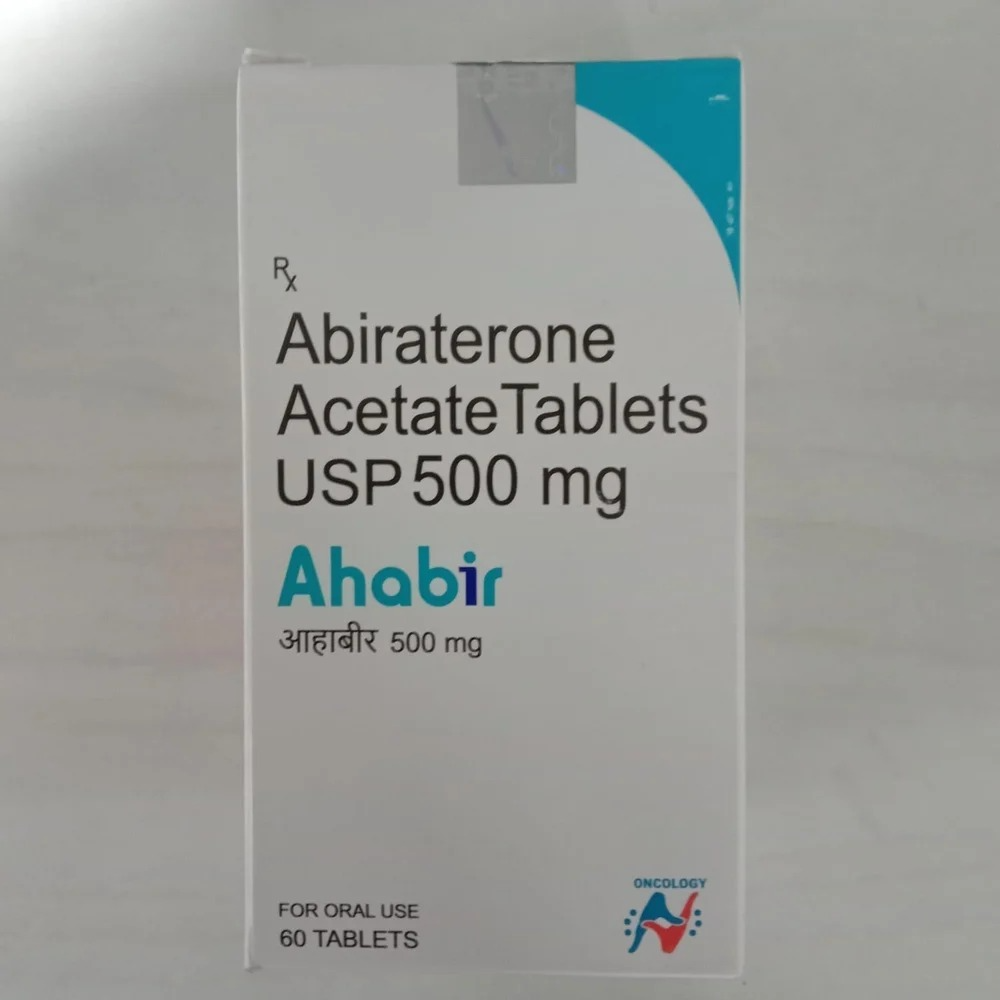 Rx
Abiraterone
Acetate Tablets
USP 500 mg
Ahabir
आहाबीर 500 mg
FOR ORAL USE
60 TABLETS
ONCOLOGY